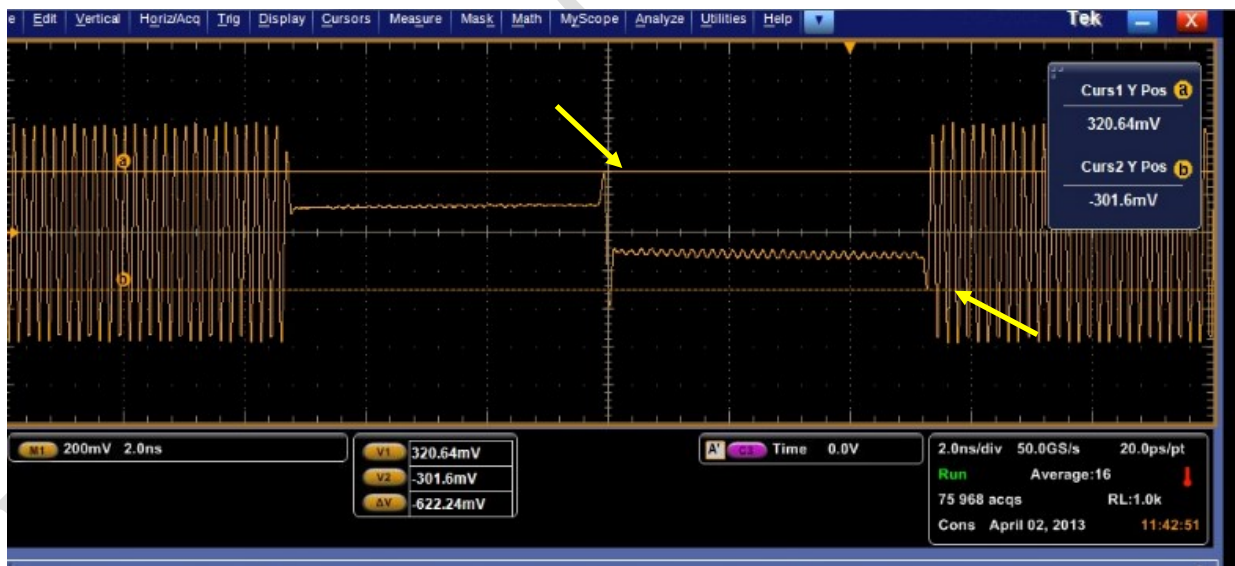 e Edit Vertical Horiz/Acq Trig Display Cursors Measure Mask Math MyScope Analyze Utilities Help Tek X
Curs1 Y Pos a
320.64mV
Curs2 Y Pos b
-301.6mV
a
b
M1 200mV 2.0ns
V1 320.64mV
V2 -301.6mV
ΔV -622.24mV
A' C3 Time 0.0V
2.0ns/div 50.0GS/s 20.0ps/pt
Run Average:16
75 968 acqs RL:1.0k
Cons April 02, 2013 11:42:51